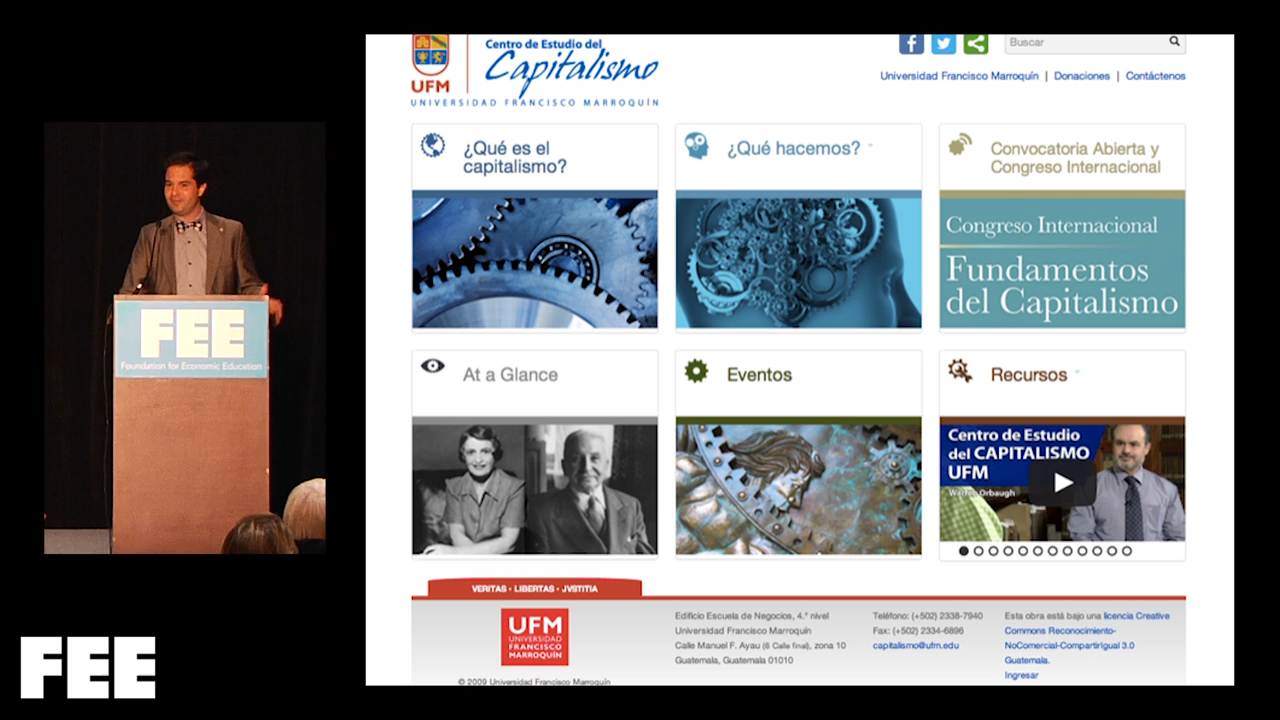 FEE
Foundation for Economic Education
FEE
UFM
Centro de Estudio del
Capitalismo
UNIVERSIDAD FRANCISCO MARROQUÍN
Buscar
Universidad Francisco Marroquín | Donaciones | Contáctenos
¿Qué es el
capitalismo?
¿Qué hacemos?
Convocatoria Abierta y
Congreso Internacional
Congreso Internacional
Fundamentos
del Capitalismo
At a Glance
Eventos
Recursos
Centro de Estudio
del CAPITALISMO
UFM
Warren Orbaugh
VERITAS • LIBERTAS • JVSTITIA
UFM
UNIVERSIDAD
FRANCISCO
MARROQUÍN
© 2009 Universidad Francisco Marroquín
Edificio Escuela de Negocios, 4.° nivel
Universidad Francisco Marroquín
Calle Manuel F. Ayau (6 Calle final), zona 10
Guatemala, Guatemala 01010
Teléfono: (+502) 2338-7940
Fax: (+502) 2334-6896
capitalismo@ufm.edu
Esta obra está bajo una licencia Creative
Commons Reconocimiento-
NoComercial-CompartirIgual 3.0
Guatemala.
Ingresar